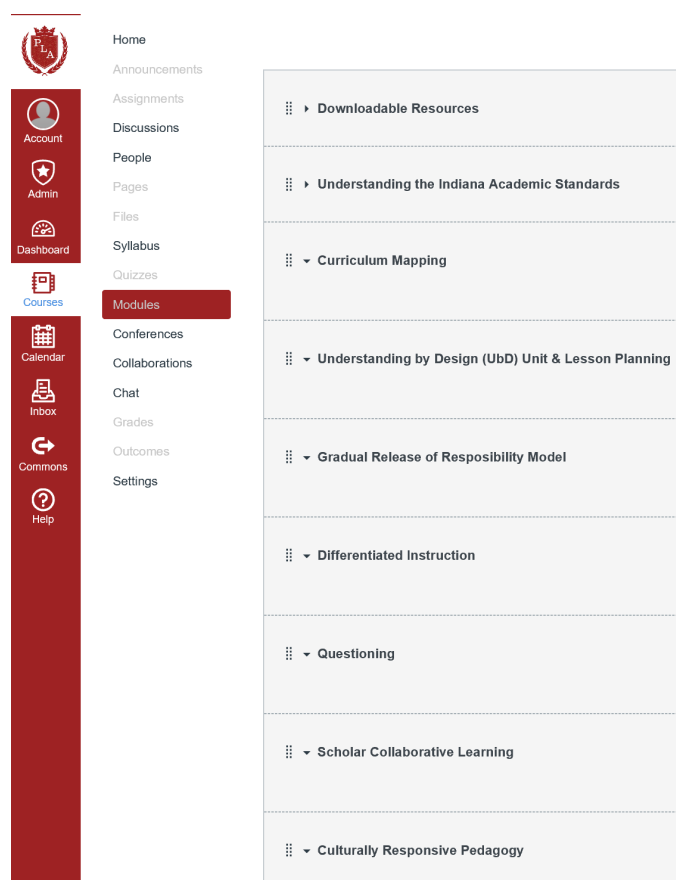 PLA
Account
Admin
Dashboard
Courses
Calendar
Inbox
Commons
Help
Home
Announcements
Assignments
Discussions
People
Pages
Files
Syllabus
Quizzes
Modules
Conferences
Collaborations
Chat
Grades
Outcomes
Settings
Downloadable Resources
Understanding the Indiana Academic Standards
Curriculum Mapping
Understanding by Design (UbD) Unit & Lesson Planning
Gradual Release of Resposibility Model
Differentiated Instruction
Questioning
Scholar Collaborative Learning
Culturally Responsive Pedagogy